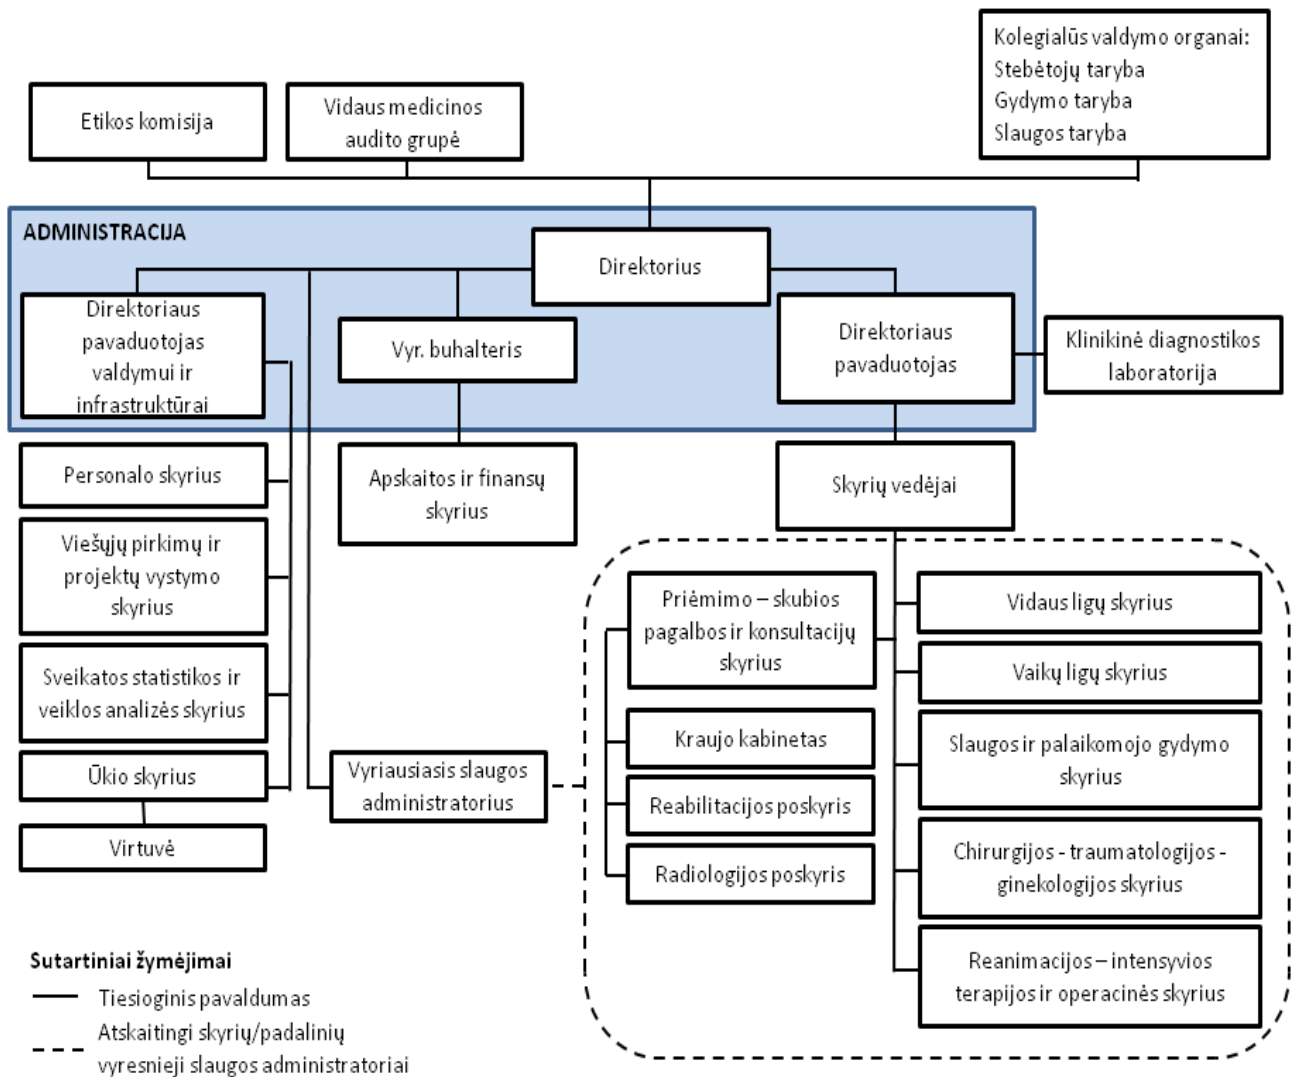 Kolegialūs valdymo organai:
Stebėtojų taryba
Gydymo taryba
Slaugos taryba
Etikos komisija
Vidaus medicinos
audito grupė
ADMINISTRACIJA
Direktorius
Direktoriaus
pavaduotojas
valdymui ir
infrastruktūrai
Vyr. buhalteris
Direktoriaus
pavaduotojas
Klinikinė diagnostikos
laboratorija
Personalo skyrius
Apskaitos ir finansų
skyrius
Skyrių vedėjai
Viešųjų pirkimų ir
projektų vystymo
skyrius
Sveikatos statistikos ir
veiklos analizės skyrius
Ūkio skyrius
Virtuvė
Vyriausiasis slaugos
administratorius
Priėmimo – skubios
pagalbos ir konsultacijų
skyrius
Kraujo kabinetas
Reabilitacijos poskyris
Radiologijos poskyris
Vidaus ligų skyrius
Vaikų ligų skyrius
Slaugos ir palaikomojo gydymo
skyrius
Chirurgijos - traumatologijos -
ginekologijos skyrius
Reanimacijos – intensyvios
terapijos ir operacinės skyrius
Sutartiniai žymėjimai
Tiesioginis pavaldumas
Atskaitingi skyrių/padalinių
vyresnieji slaugos administratoriai